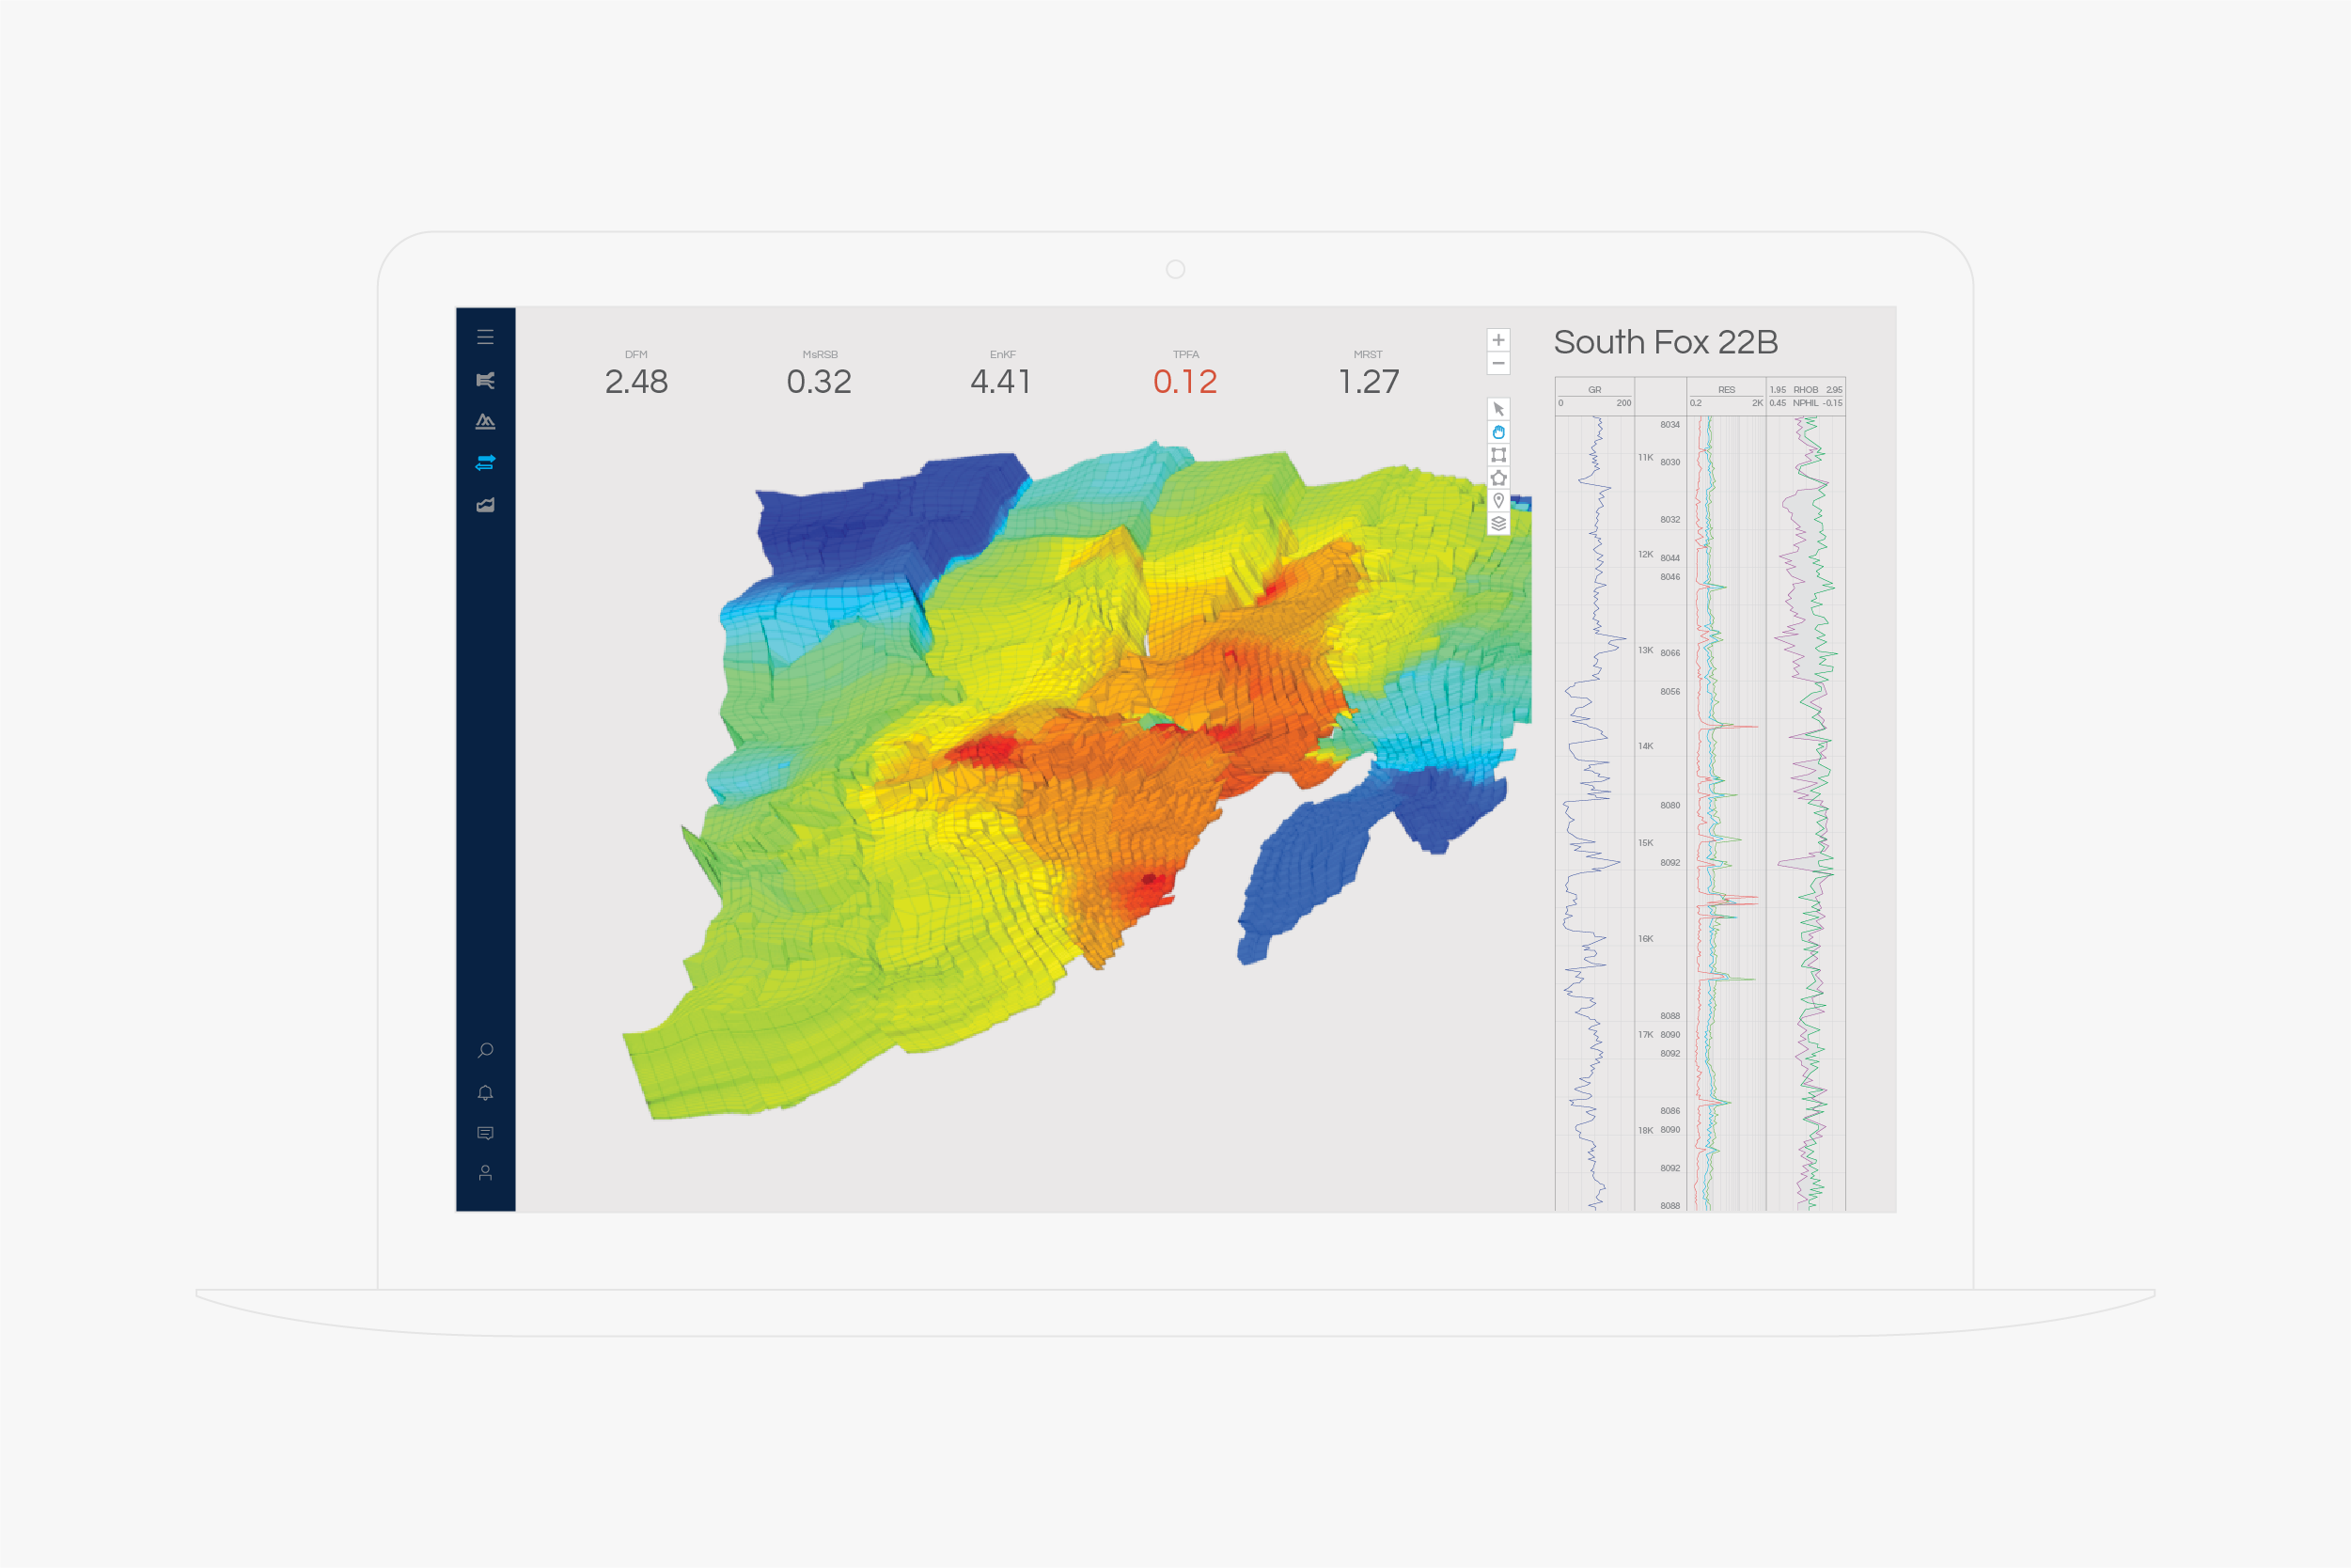 DFM MsRSB EnKF TPFA MRST
2.48 0.32 4.41 0.12 1.27
South Fox 22B
GR RES 1.95 RHOB 2.95
0 200 0.2 2K 0.45 NPHIL -0.15
8034
11K 8030
8032
12K 8044
8046
13K 8066
8056
14K
8080
15K
8092
16K
8088
17K 8090
8092
8086
18K 8090
8092
8088